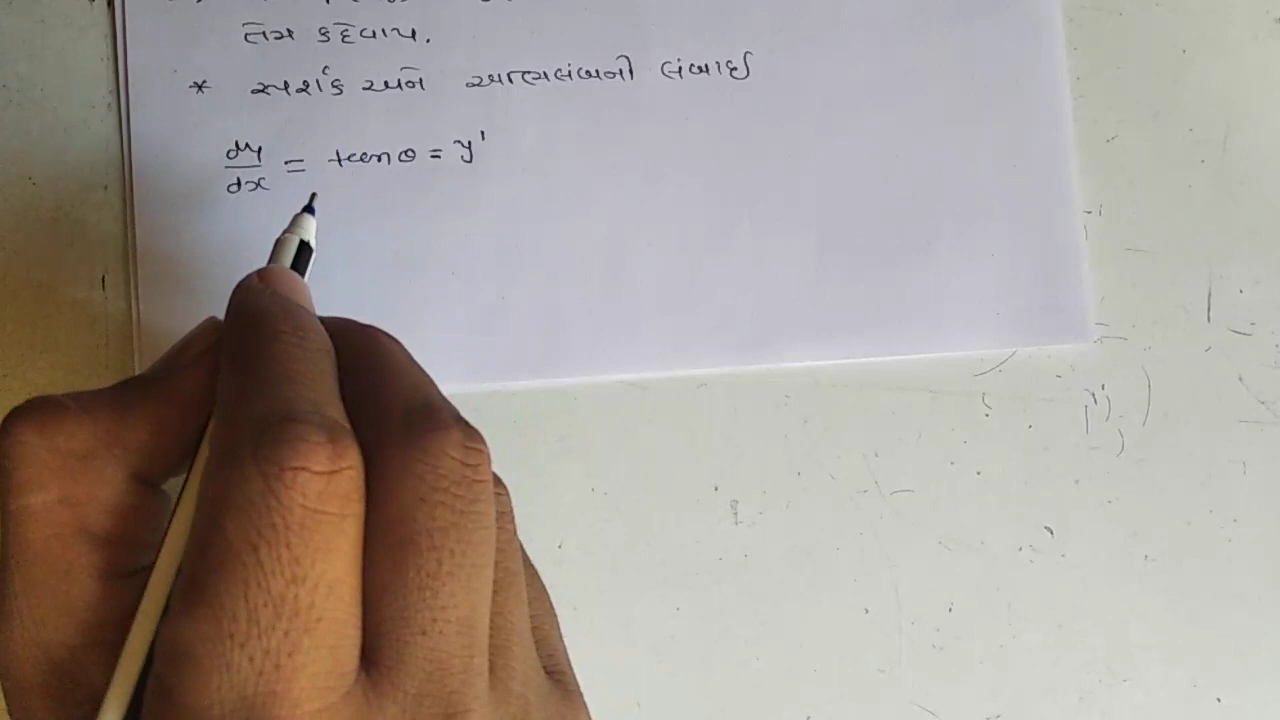 તેમ કહેવાય.
* સ્પર્શક અને અભિલંબની લંબાઈ
dy/dx = tanθ = y'